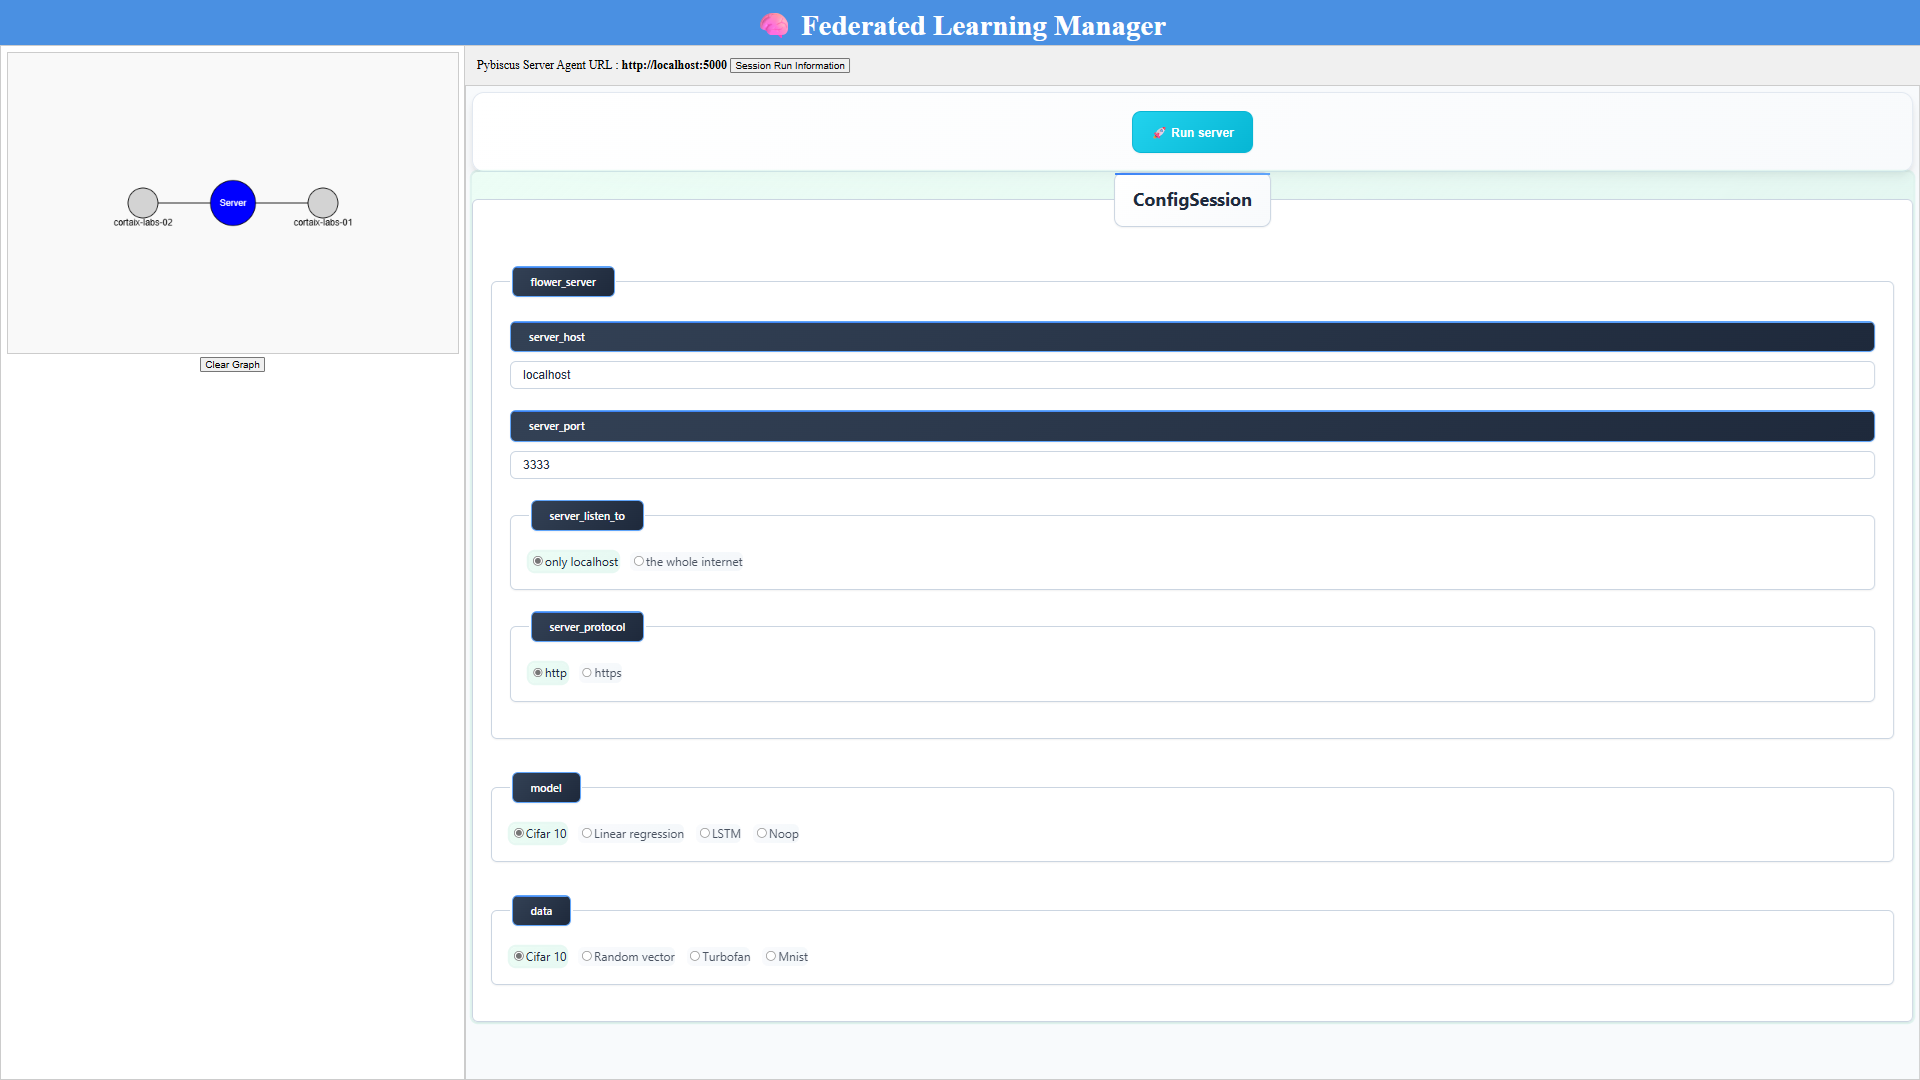 🧠 Federated Learning Manager
Pybiscus Server Agent URL : http://localhost:5000 Session Run Information
🚀 Run server
ConfigSession
Server
cortaix-labs-02
cortaix-labs-01
Clear Graph
flower_server
server_host
localhost
server_port
3333
server_listen_to
only localhost the whole internet
server_protocol
http https
model
Cifar 10 Linear regression LSTM Noop
data
Cifar 10 Random vector Turbofan Mnist